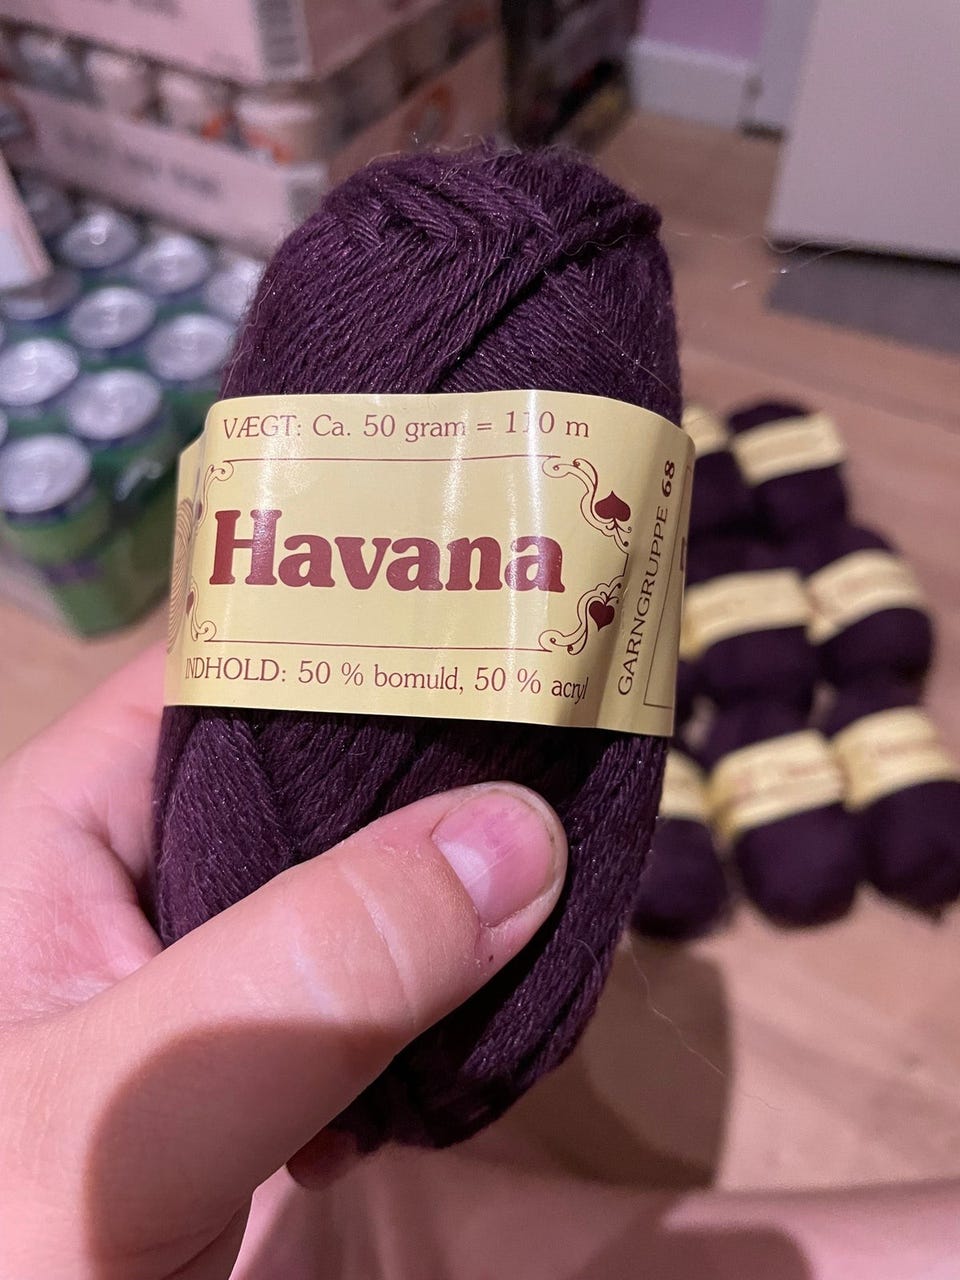 VÆGT: Ca. 50 gram = 110 m
Havana
INDHOLD: 50 % bomuld, 50 % acryl
GARNGRUPPE 68